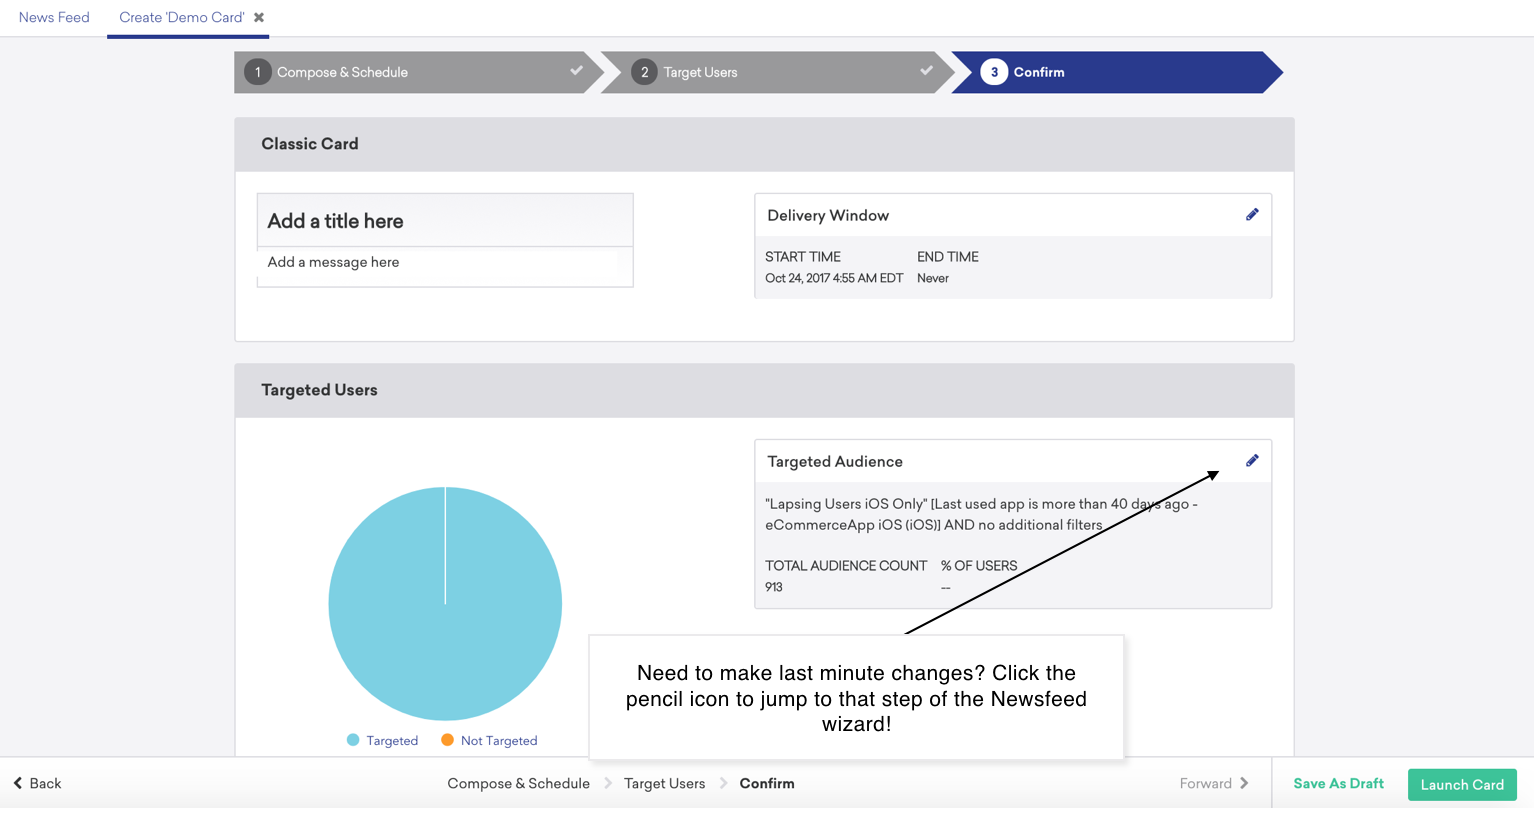 News Feed
Create 'Demo Card'
1 Compose & Schedule
2 Target Users
3 Confirm
Classic Card
Add a title here
Add a message here
Delivery Window
START TIME END TIME
Oct 24, 2017 4:55 AM EDT Never
Targeted Users
Targeted Audience
"Lapsing Users iOS Only" [Last used app is more than 40 days ago -
eCommerceApp iOS (iOS)] AND no additional filters
TOTAL AUDIENCE COUNT % OF USERS
913 --
Need to make last minute changes? Click the
pencil icon to jump to that step of the Newsfeed
wizard!
Targeted Not Targeted
Back
Compose & Schedule Target Users Confirm
Forward
Save As Draft
Launch Card